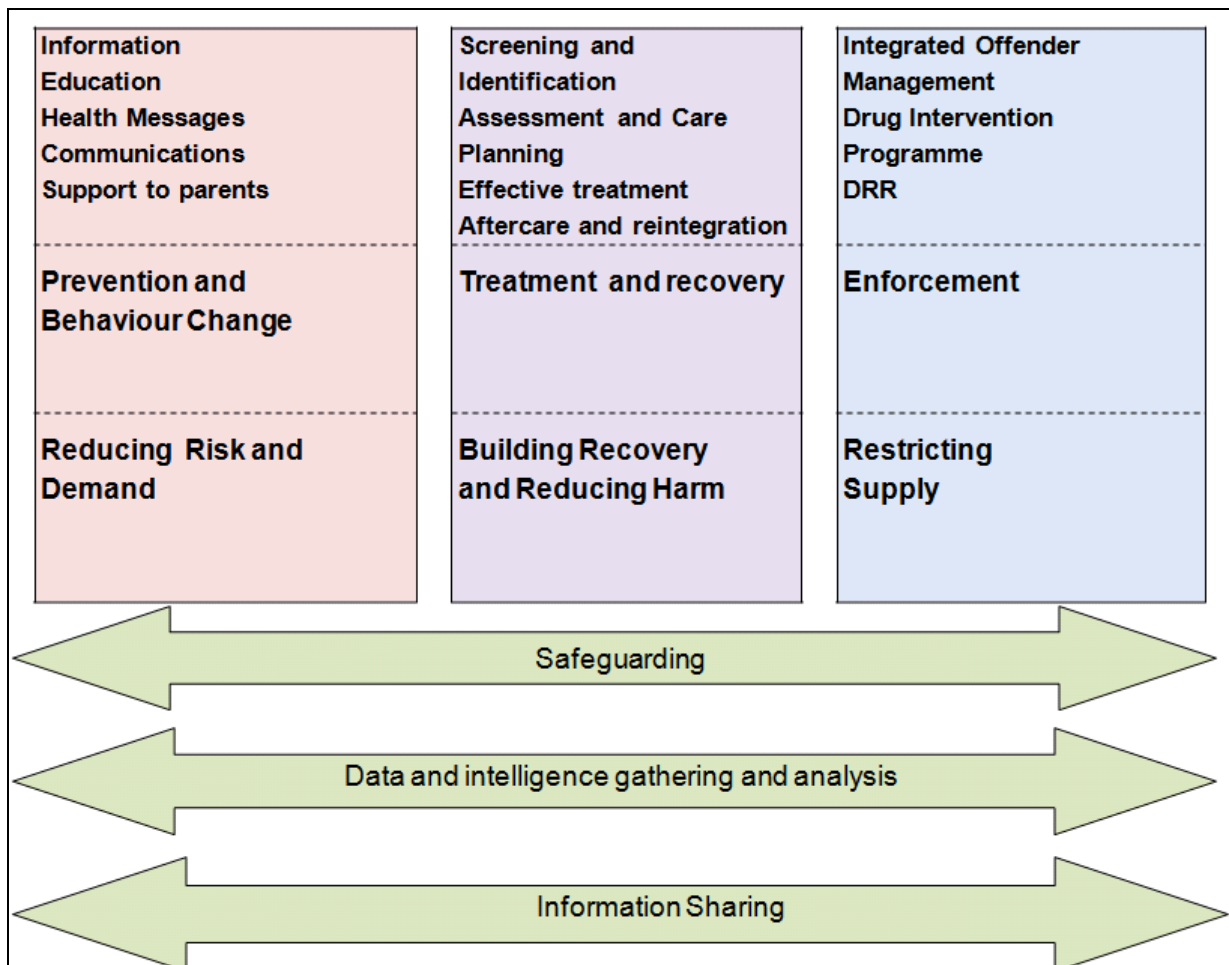 Information
Education
Health Messages
Communications
Support to parents
Prevention and
Behaviour Change
Reducing Risk and
Demand
Screening and
Identification
Assessment and Care
Planning
Effective treatment
Aftercare and reintegration
Treatment and recovery
Building Recovery
and Reducing Harm
Integrated Offender
Management
Drug Intervention
Programme
DRR
Enforcement
Restricting
Supply
Safeguarding
Data and intelligence gathering and analysis
Information Sharing